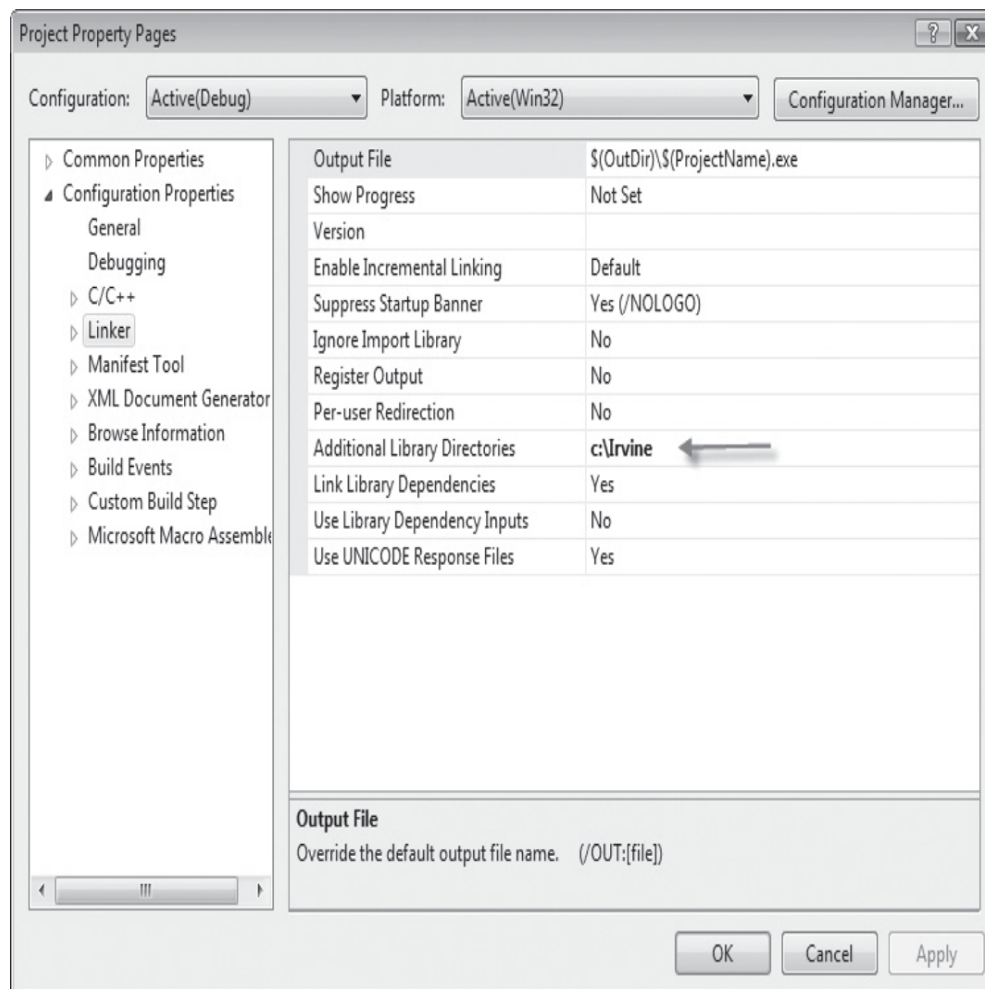 Project Property Pages
Configuration: Active(Debug) Platform: Active(Win32) Configuration Manager...
Common Properties
Configuration Properties
General
Debugging
C/C++
Linker
Manifest Tool
XML Document Generator
Browse Information
Build Events
Custom Build Step
Microsoft Macro Assemble
Output File $(OutDir)\$(ProjectName).exe
Show Progress Not Set
Version
Enable Incremental Linking Default
Suppress Startup Banner Yes (/NOLOGO)
Ignore Import Library No
Register Output No
Per-user Redirection No
Additional Library Directories c:\Irvine
Link Library Dependencies Yes
Use Library Dependency Inputs No
Use UNICODE Response Files Yes
Output File
Override the default output file name. (/OUT:[file])
OK Cancel Apply